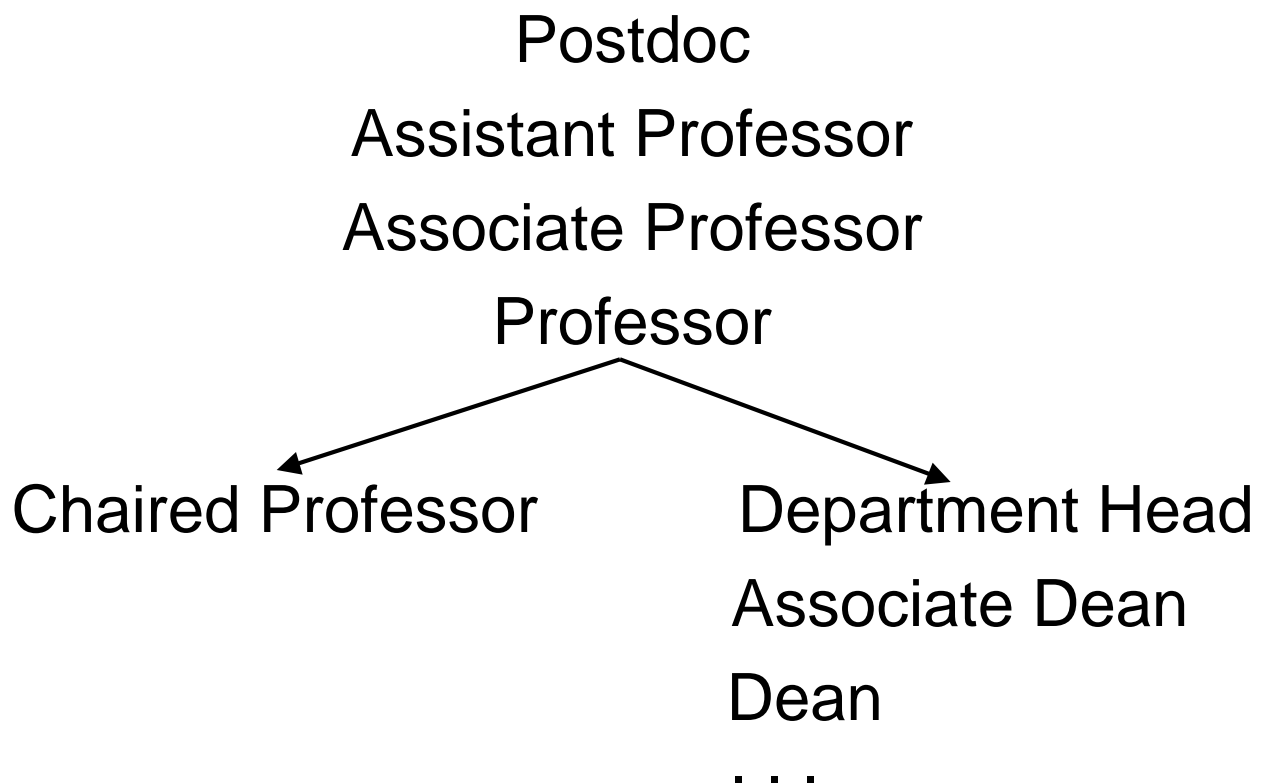 Postdoc
Assistant Professor
Associate Professor
Professor
Chaired Professor
Department Head
Associate Dean
Dean